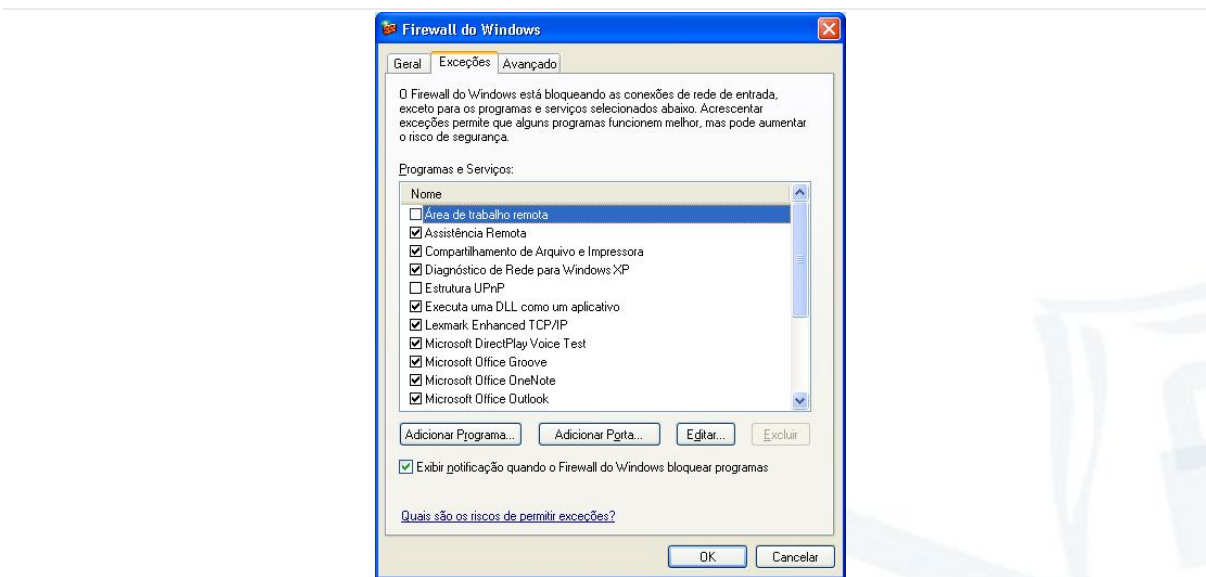 Firewall do Windows
Geral Exceções Avançado
O Firewall do Windows está bloqueando as conexões de rede de entrada,
exceto para os programas e serviços selecionados abaixo. Acrescentar
exceções permite que alguns programas funcionem melhor, mas pode aumentar
o risco de segurança.
Programas e Serviços:
Nome
Área de trabalho remota
Assistência Remota
Compartilhamento de Arquivo e Impressora
Diagnóstico de Rede para Windows XP
Estrutura UPnP
Executa uma DLL como um aplicativo
Lexmark Enhanced TCP/IP
Microsoft DirectPlay Voice Test
Microsoft Office Groove
Microsoft Office OneNote
Microsoft Office Outlook
Adicionar Programa... Adicionar Porta... Editar... Excluir
Exibir notificação quando o Firewall do Windows bloquear programas
Quais são os riscos de permitir exceções?
OK Cancelar